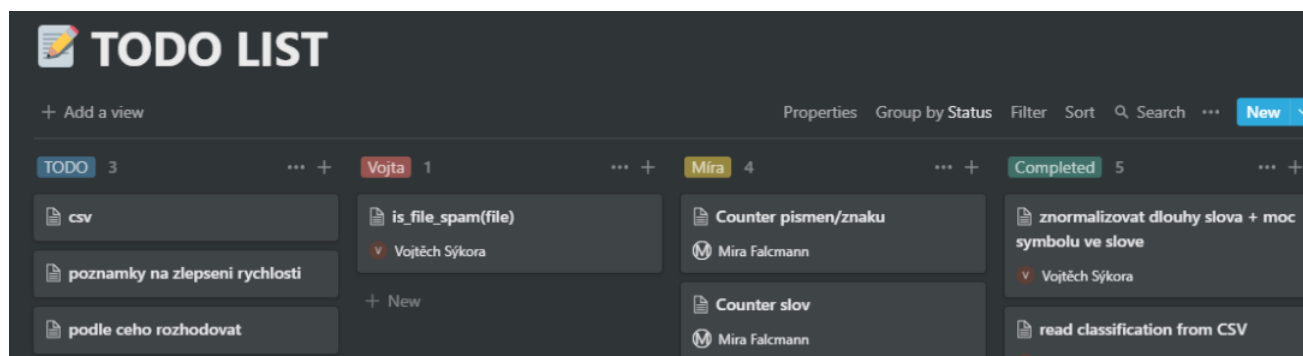 TODO LIST
+ Add a view
Properties Group by Status Filter Sort Search ... New
TODO 3 ... +
csv
poznamky na zlepseni rychlosti
podle ceho rozhodovat
Vojta 1 ... +
is_file_spam(file)
V Vojtěch Sýkora
+ New
Míra 4 ... +
Counter pismen/znaku
M Mira Falcmann
Counter slov
M Mira Falcmann
Completed 5 ... +
znormalizovat dlouhy slova + moc
symbolu ve slove
V Vojtěch Sýkora
read classification from CSV